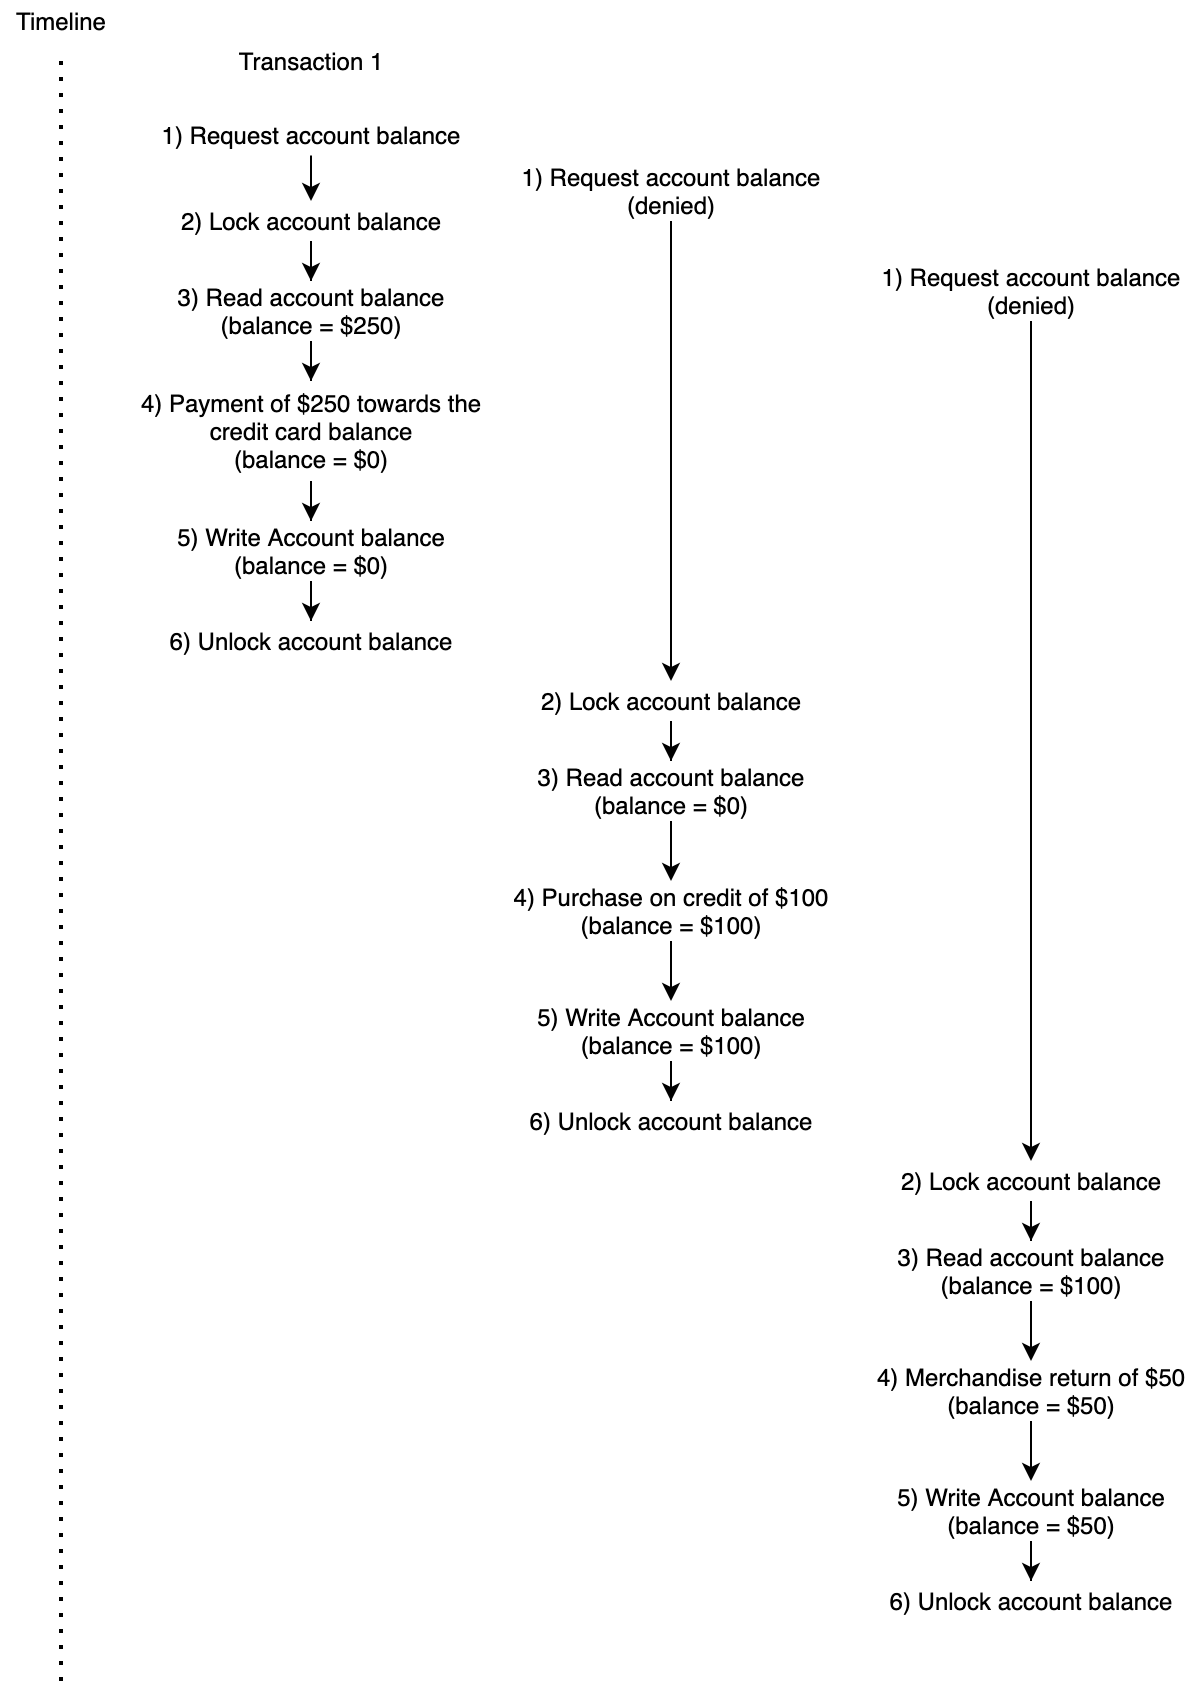 Timeline
Transaction 1
1) Request account balance
2) Lock account balance
3) Read account balance
(balance = $250)
4) Payment of $250 towards the
credit card balance
(balance = $0)
5) Write Account balance
(balance = $0)
6) Unlock account balance
1) Request account balance
(denied)
2) Lock account balance
3) Read account balance
(balance = $0)
4) Purchase on credit of $100
(balance = $100)
5) Write Account balance
(balance = $100)
6) Unlock account balance
1) Request account balance
(denied)
2) Lock account balance
3) Read account balance
(balance = $100)
4) Merchandise return of $50
(balance = $50)
5) Write Account balance
(balance = $50)
6) Unlock account balance